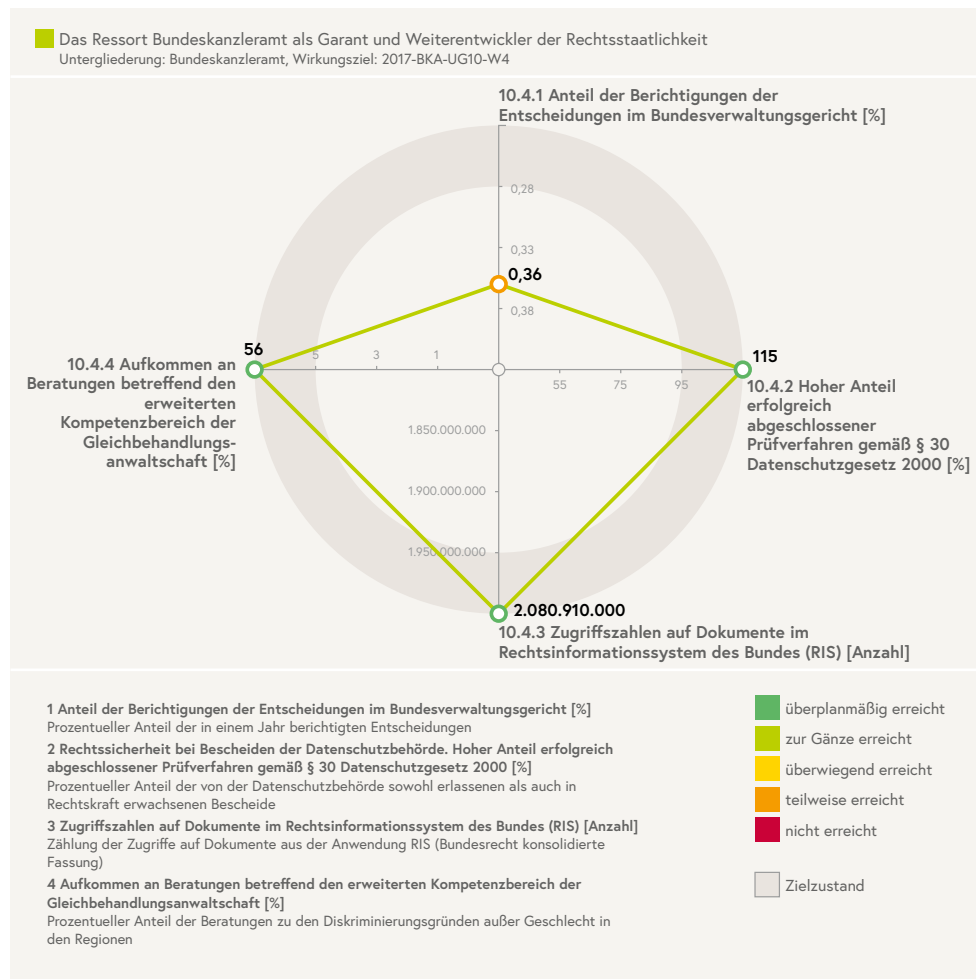 Das Ressort Bundeskanzleramt als Garant und Weiterentwickler der Rechtsstaatlichkeit
Untergliederung: Bundeskanzleramt, Wirkungsziel: 2017-BKA-UG10-W4
10.4.1 Anteil der Berichtigungen der
Entscheidungen im Bundesverwaltungsgericht [%]
0,28
0,33
0,36
0,38
56
5
3
1
55
75
95
115
10.4.4 Aufkommen an
Beratungen betreffend den
erweiterten
Kompetenzbereich der
Gleichbehandlungs-
anwaltschaft [%]
10.4.2 Hoher Anteil
erfolgreich
abgeschlossener
Prüfverfahren gemäß § 30
Datenschutzgesetz 2000 [%]
1.850.000.000
1.900.000.000
1.950.000.000
2.080.910.000
10.4.3 Zugriffszahlen auf Dokumente im
Rechtsinformationssystem des Bundes (RIS) [Anzahl]
1 Anteil der Berichtigungen der Entscheidungen im Bundesverwaltungsgericht [%]
Prozentueller Anteil der in einem Jahr berichtigten Entscheidungen
2 Rechtssicherheit bei Bescheiden der Datenschutzbehörde. Hoher Anteil erfolgreich
abgeschlossener Prüfverfahren gemäß § 30 Datenschutzgesetz 2000 [%]
Prozentueller Anteil der von der Datenschutzbehörde sowohl erlassenen als auch in
Rechtskraft erwachsenen Bescheide
3 Zugriffszahlen auf Dokumente im Rechtsinformationssystem des Bundes (RIS) [Anzahl]
Zählung der Zugriffe auf Dokumente aus der Anwendung RIS (Bundesrecht konsolidierte
Fassung)
4 Aufkommen an Beratungen betreffend den erweiterten Kompetenzbereich der
Gleichbehandlungsanwaltschaft [%]
Prozentueller Anteil der Beratungen zu den Diskriminierungsgründen außer Geschlecht in
den Regionen
überplanmäßig erreicht
zur Gänze erreicht
überwiegend erreicht
teilweise erreicht
nicht erreicht
Zielzustand